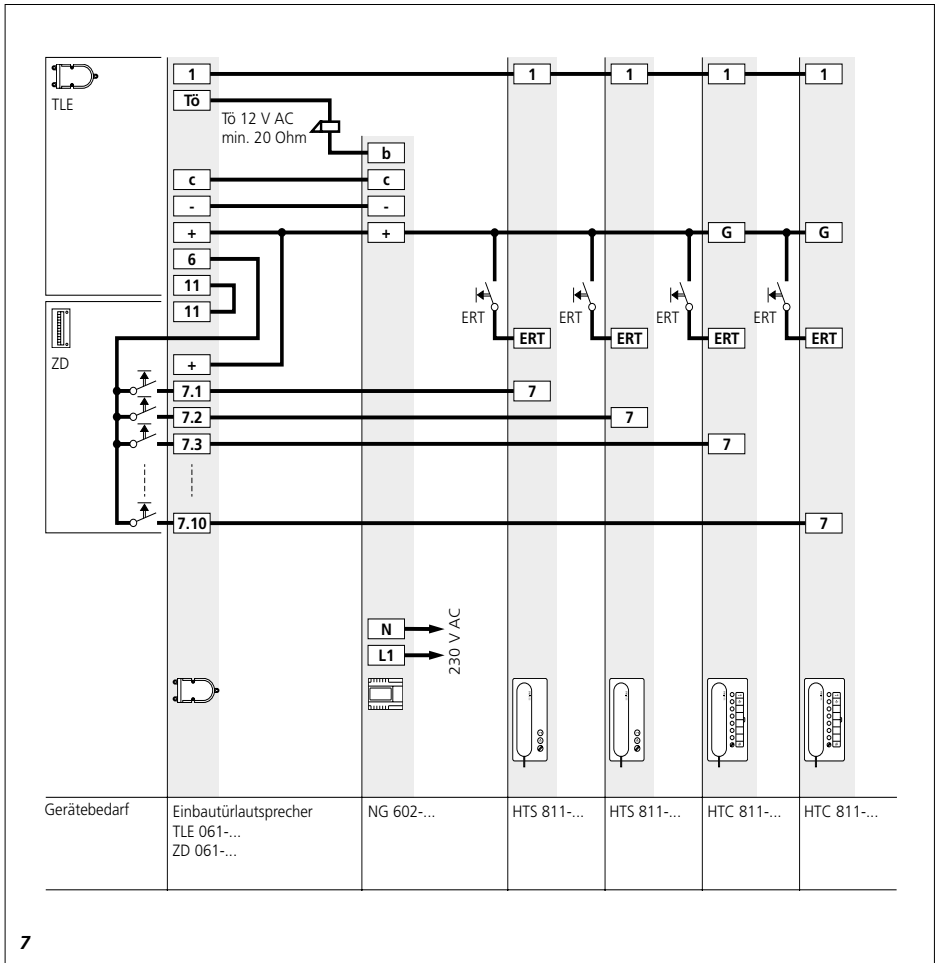 1 1 1 1 1
TLE
Tö
Tö 12 V AC
min. 20 Ohm
b
c c
- -
+ + G G
6
11
11
ERT ERT ERT ERT
ERT ERT ERT ERT
ZD
+
7.1 7
7.2 7
7.3 7
7.10 7
N
L1
230 V AC
Gerätebedarf
Einbautürlautsprecher
TLE 061-...
ZD 061-...
NG 602-...
HTS 811-...
HTS 811-...
HTC 811-...
HTC 811-...
7